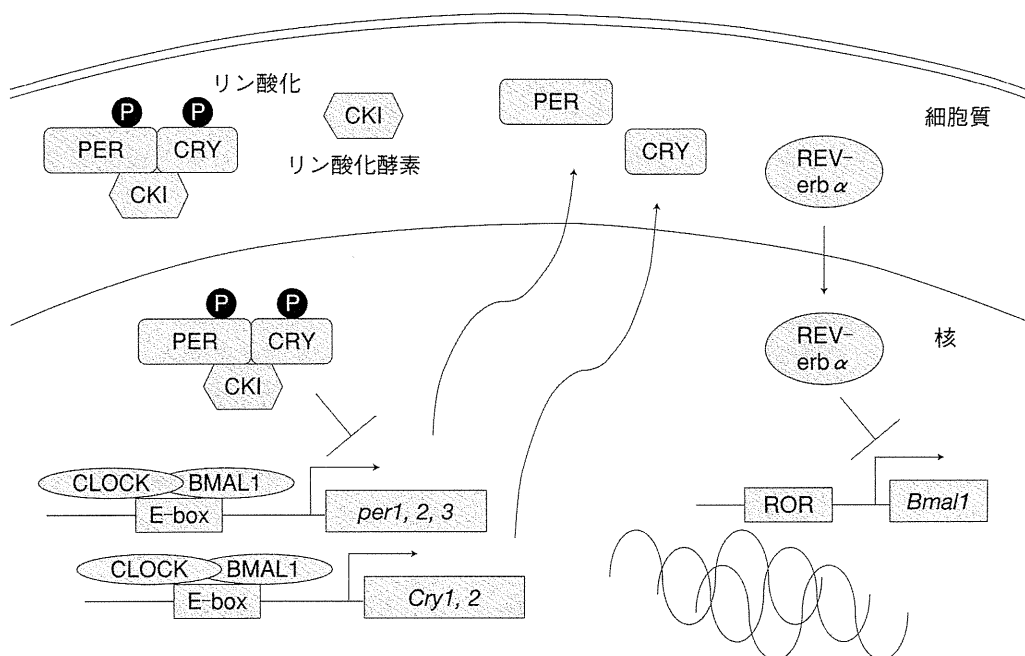 リン酸化
P
P
PER
CRY
CKI
CKI
リン酸化酵素
PER
CRY
細胞質
REV-
erb α
P
P
PER
CRY
CKI
REV-
erb α
核
CLOCK
BMAL1
E-box
per1, 2, 3
ROR
Bmal1
CLOCK
BMAL1
E-box
Cry1, 2